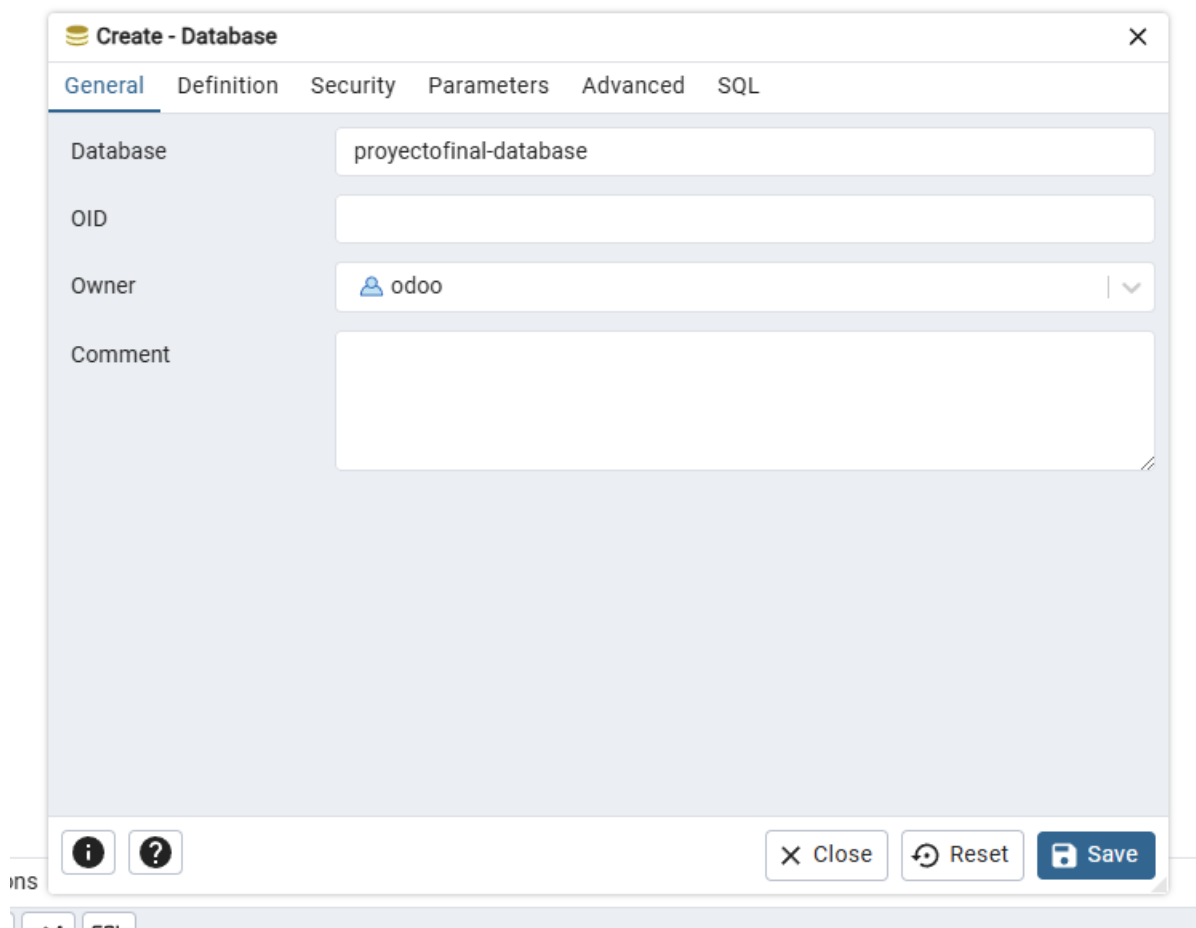 Create - Database
General Definition Security Parameters Advanced SQL
Database proyectofinal-database
OID
Owner odoo
Comment
Close Reset Save